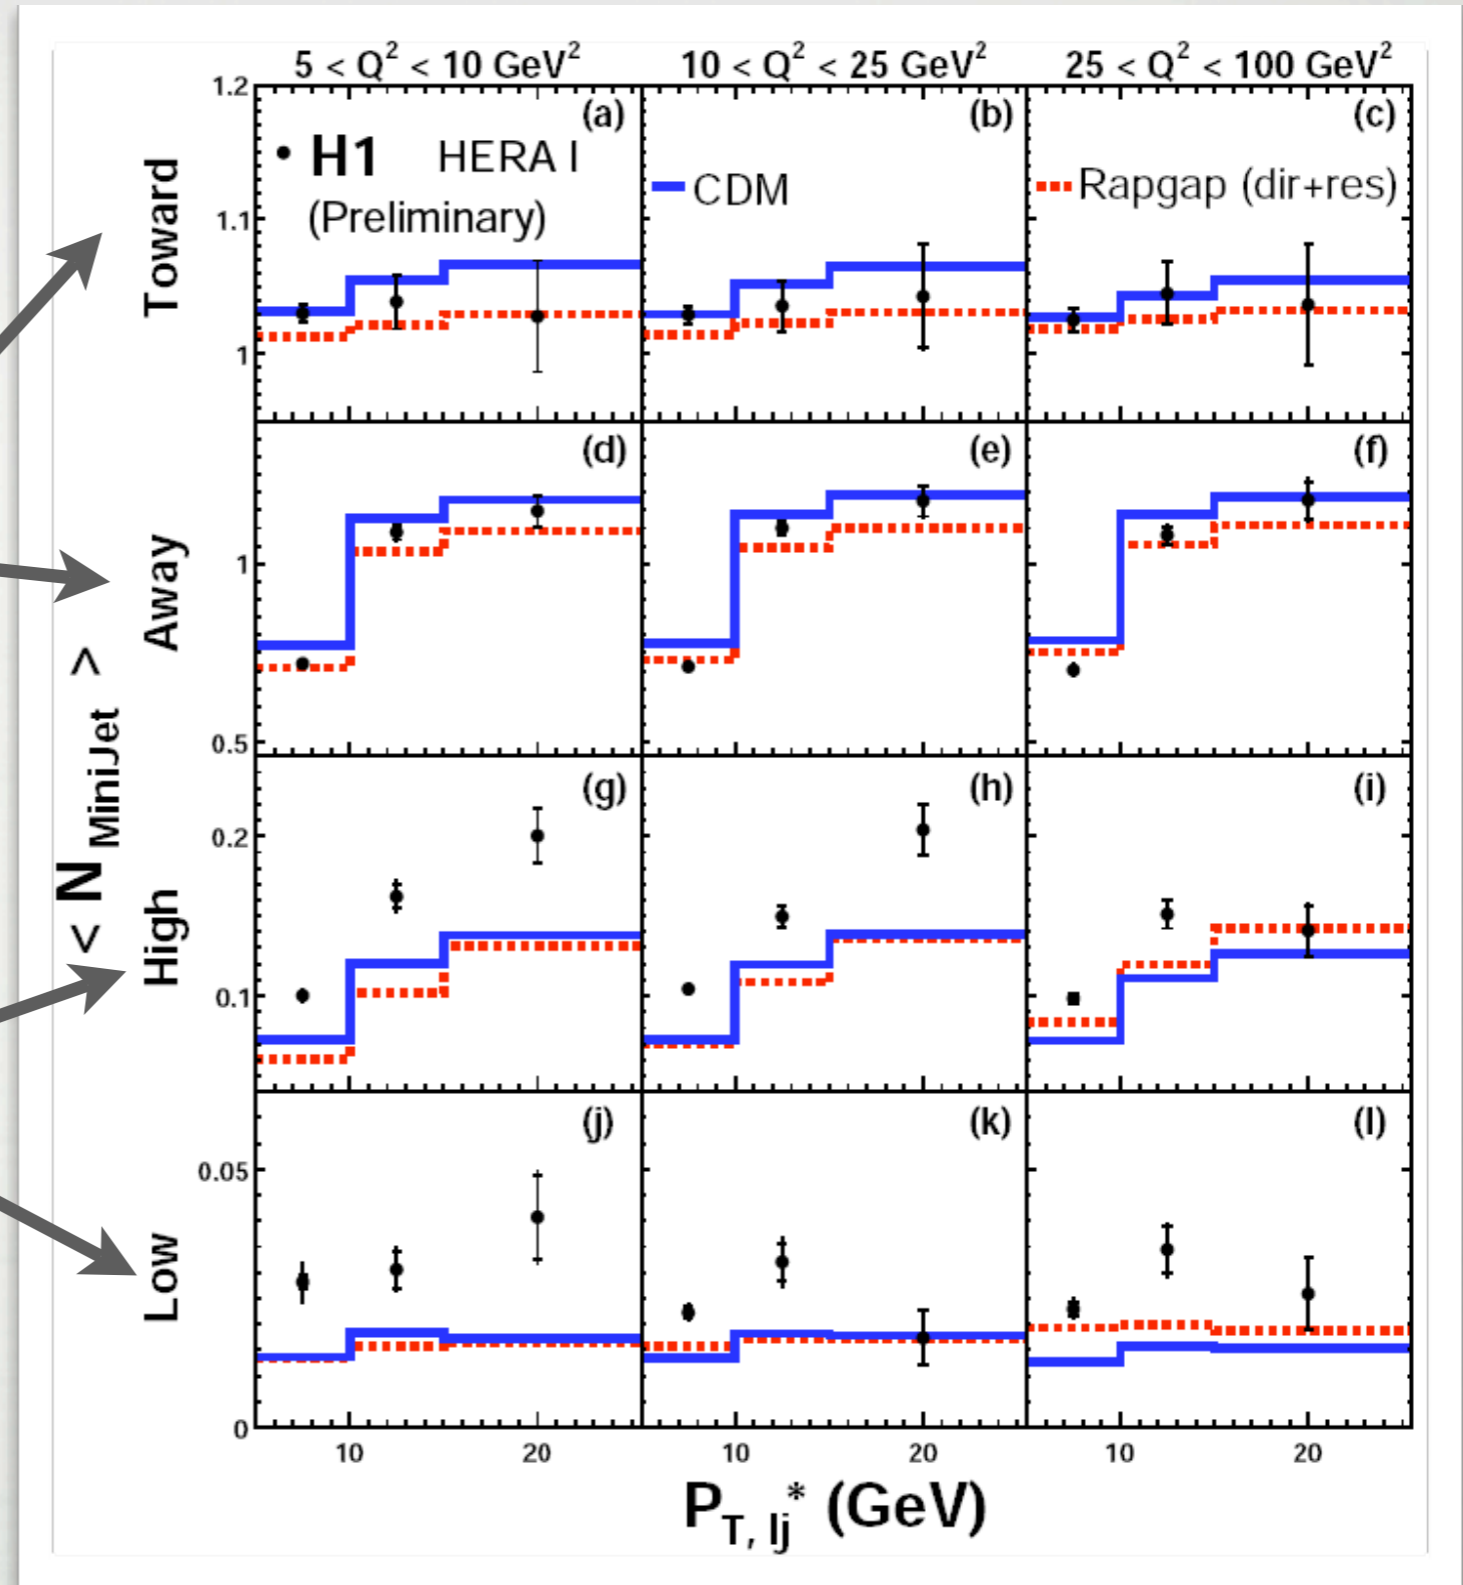 5 < Q² < 10 GeV²   10 < Q² < 25 GeV²   25 < Q² < 100 GeV²
1.2
(a)
(b)
(c)
H1 HERA I
(Preliminary)
CDM
Rapgap (dir+res)
Toward
1.1
1
(d)
(e)
(f)
Away
1
0.5
< N MiniJet >
(g)
(h)
(i)
High
0.2
0.1
(j)
(k)
(l)
Low
0.05
0
10 20 10 20 10 20
P T, lj * (GeV)